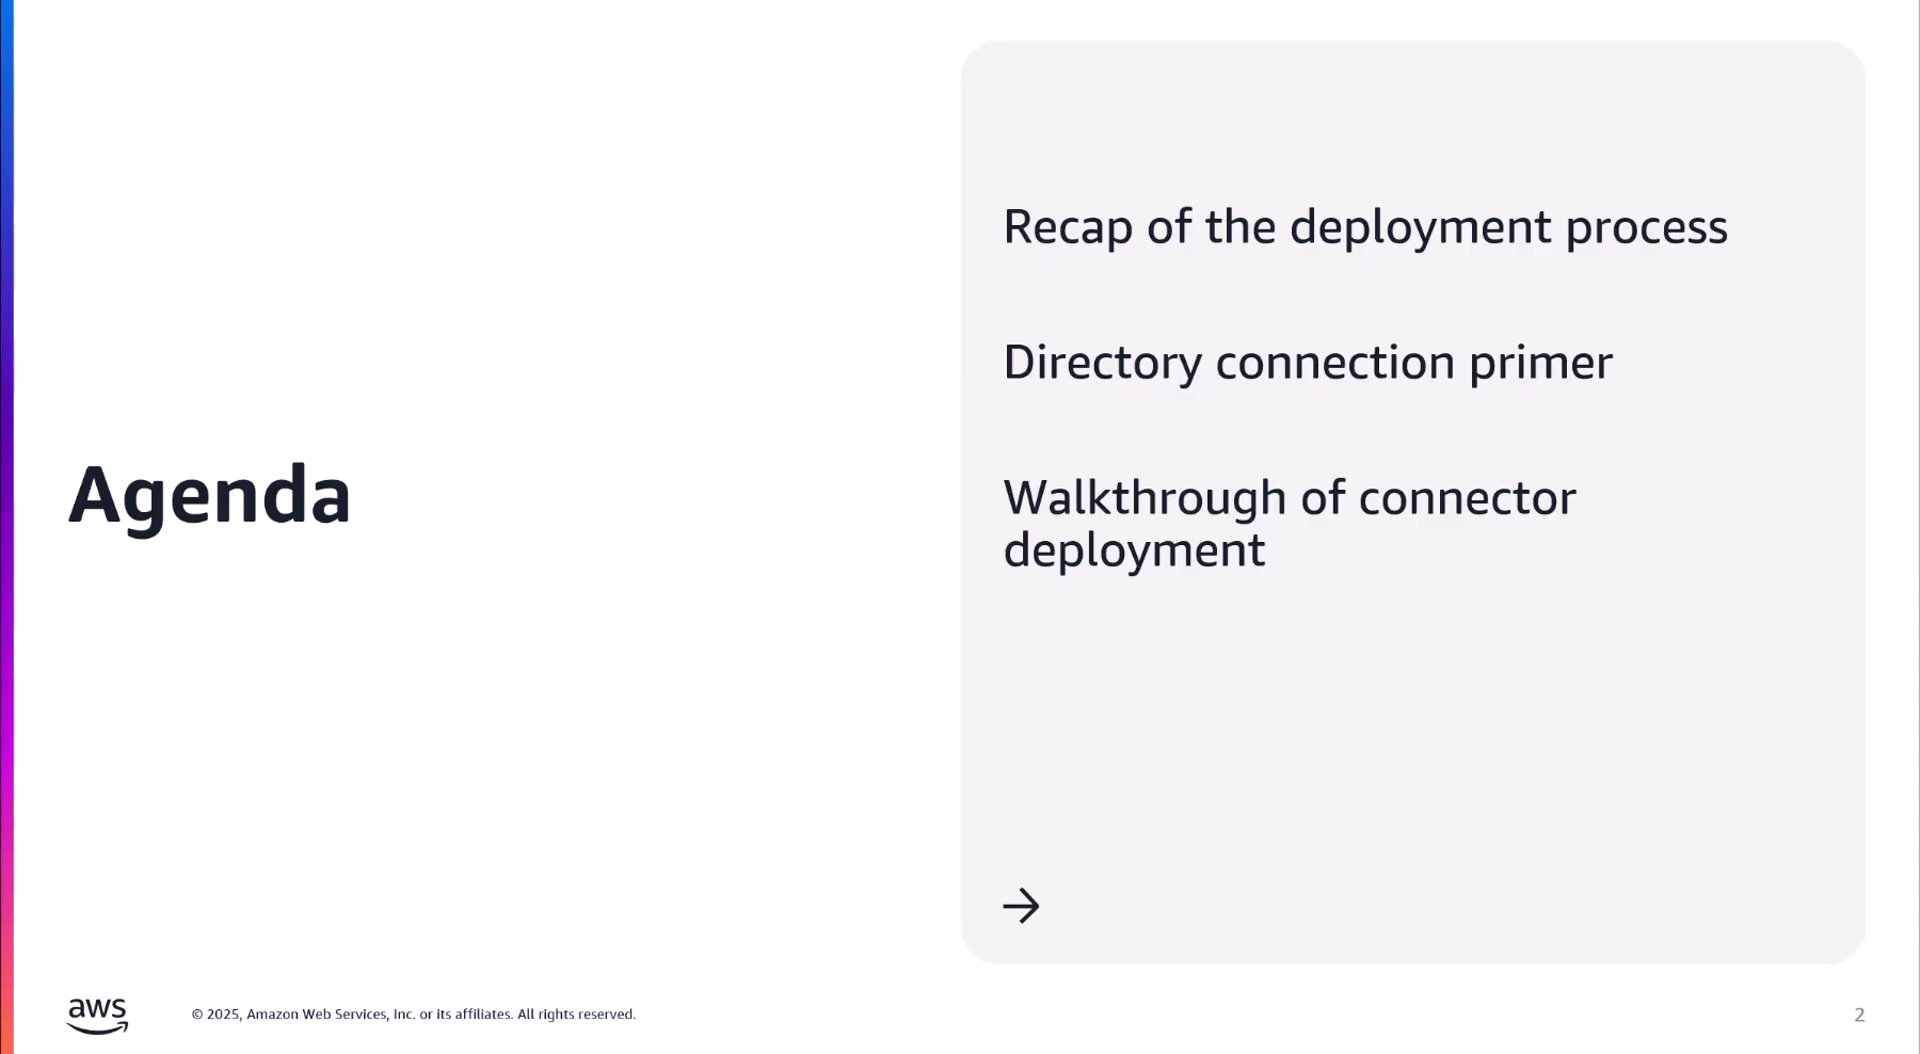 Agenda
Recap of the deployment process
Directory connection primer
Walkthrough of connector
deployment
aws
© 2025, Amazon Web Services, Inc. or its affiliates. All rights reserved.
2